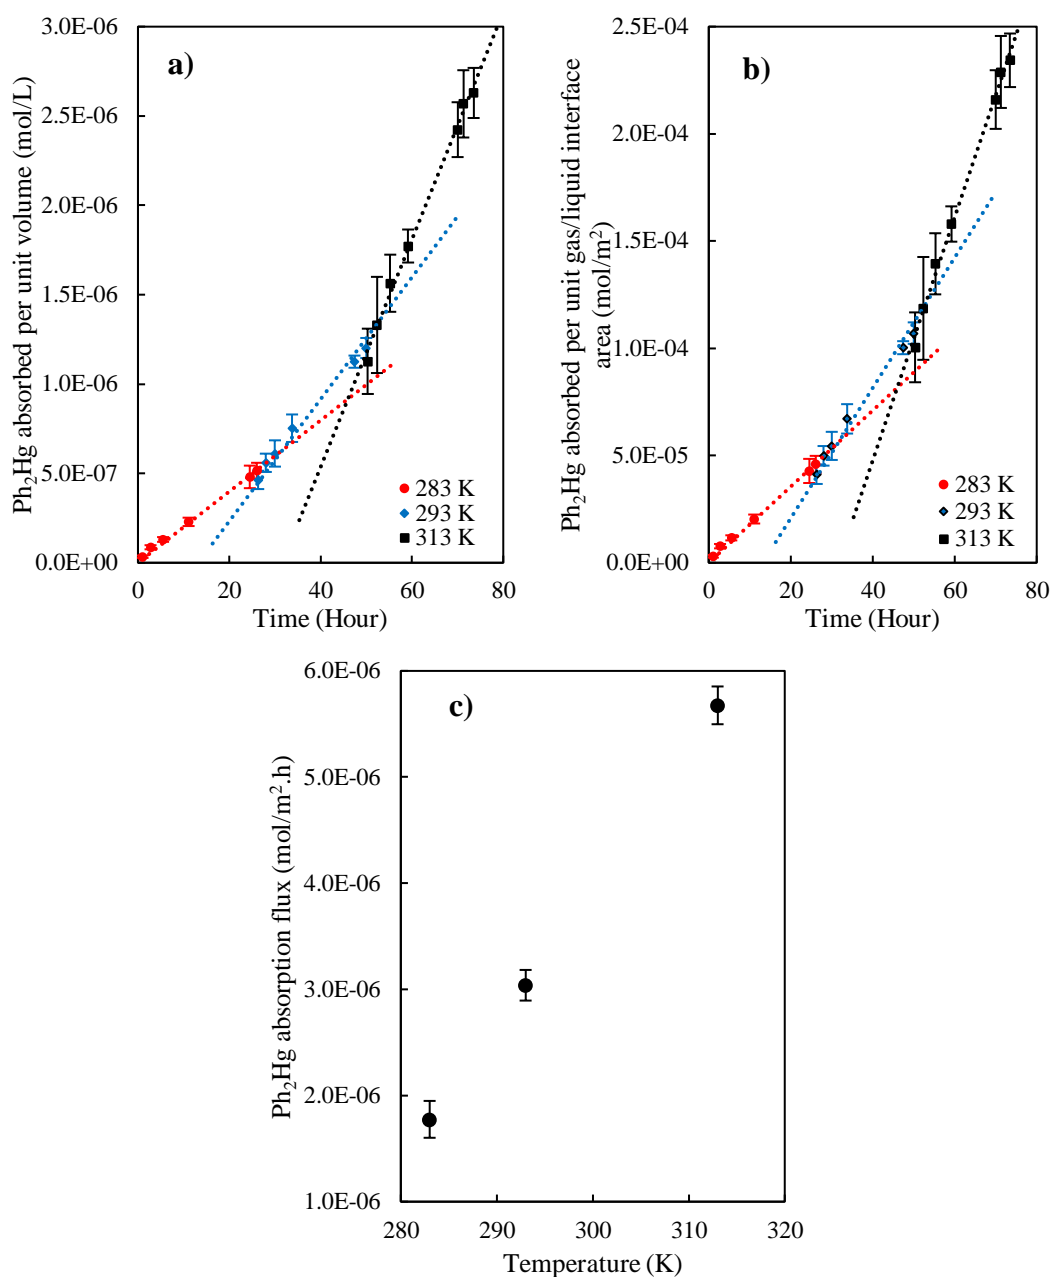 a)
Ph₂Hg absorbed per unit volume (mol/L)
3.0E-06
2.5E-06
2.0E-06
1.5E-06
1.0E-06
5.0E-07
0.0E+00
283 K
293 K
313 K
0 20 40 60 80
Time (Hour)
b)
Ph₂Hg absorbed per unit gas/liquid interface
area (mol/m²)
2.5E-04
2.0E-04
1.5E-04
1.0E-04
5.0E-05
0.0E+00
283 K
293 K
313 K
0 20 40 60 80
Time (Hour)
c)
Ph₂Hg absorption flux (mol/m².h)
6.0E-06
5.0E-06
4.0E-06
3.0E-06
2.0E-06
1.0E-06
280 290 300 310 320
Temperature (K)